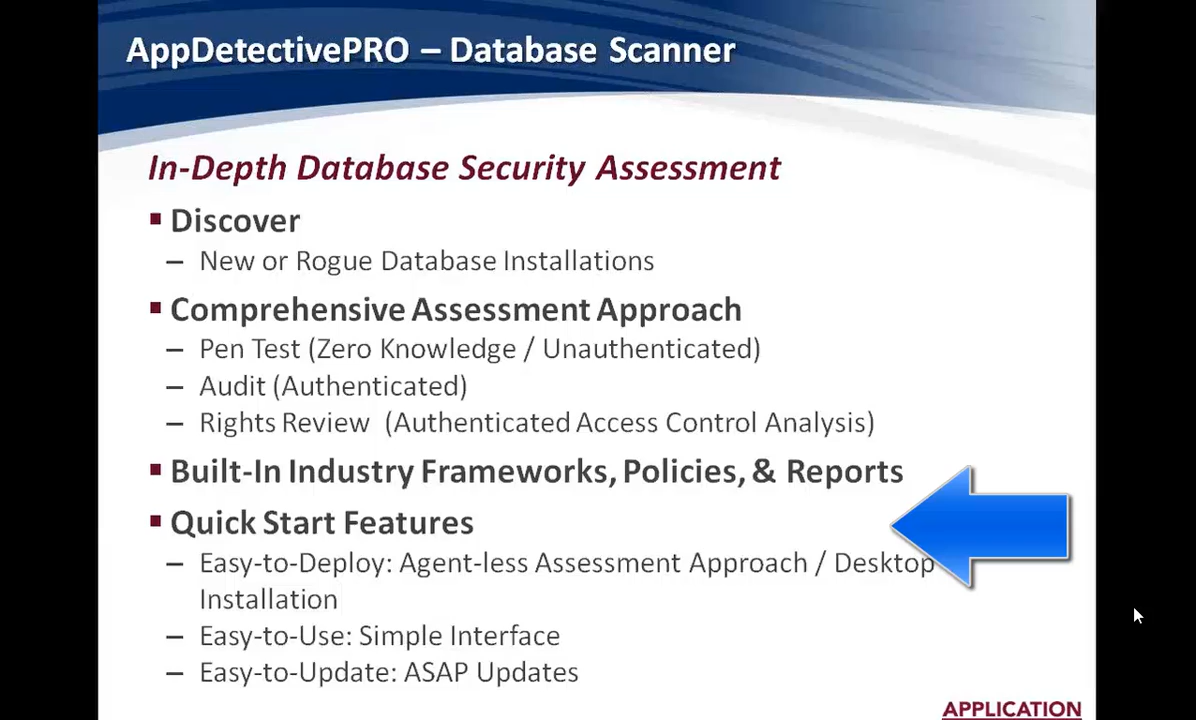 AppDetectivePRO – Database Scanner
In-Depth Database Security Assessment
▪ Discover
– New or Rogue Database Installations
▪ Comprehensive Assessment Approach
– Pen Test (Zero Knowledge / Unauthenticated)
– Audit (Authenticated)
– Rights Review (Authenticated Access Control Analysis)
▪ Built-In Industry Frameworks, Policies, & Reports
▪ Quick Start Features
– Easy-to-Deploy: Agent-less Assessment Approach / Desktop
Installation
– Easy-to-Use: Simple Interface
– Easy-to-Update: ASAP Updates
APPLICATION